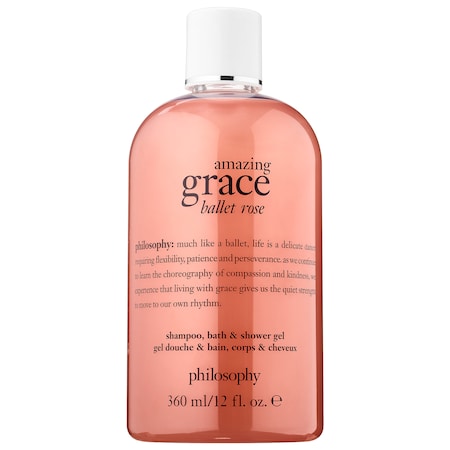 amazing
grace
ballet rose
philosophy: much like a ballet, life is a delicate dance
requiring flexibility, patience and perseverance. as we continue
to learn the choreography of compassion and kindness, we
experience that living with grace gives us the quiet strength
to move to our own rhythm.
shampoo, bath & shower gel
gel douche & bain, corps & cheveux
philosophy
360 ml/12 fl. oz. ℮